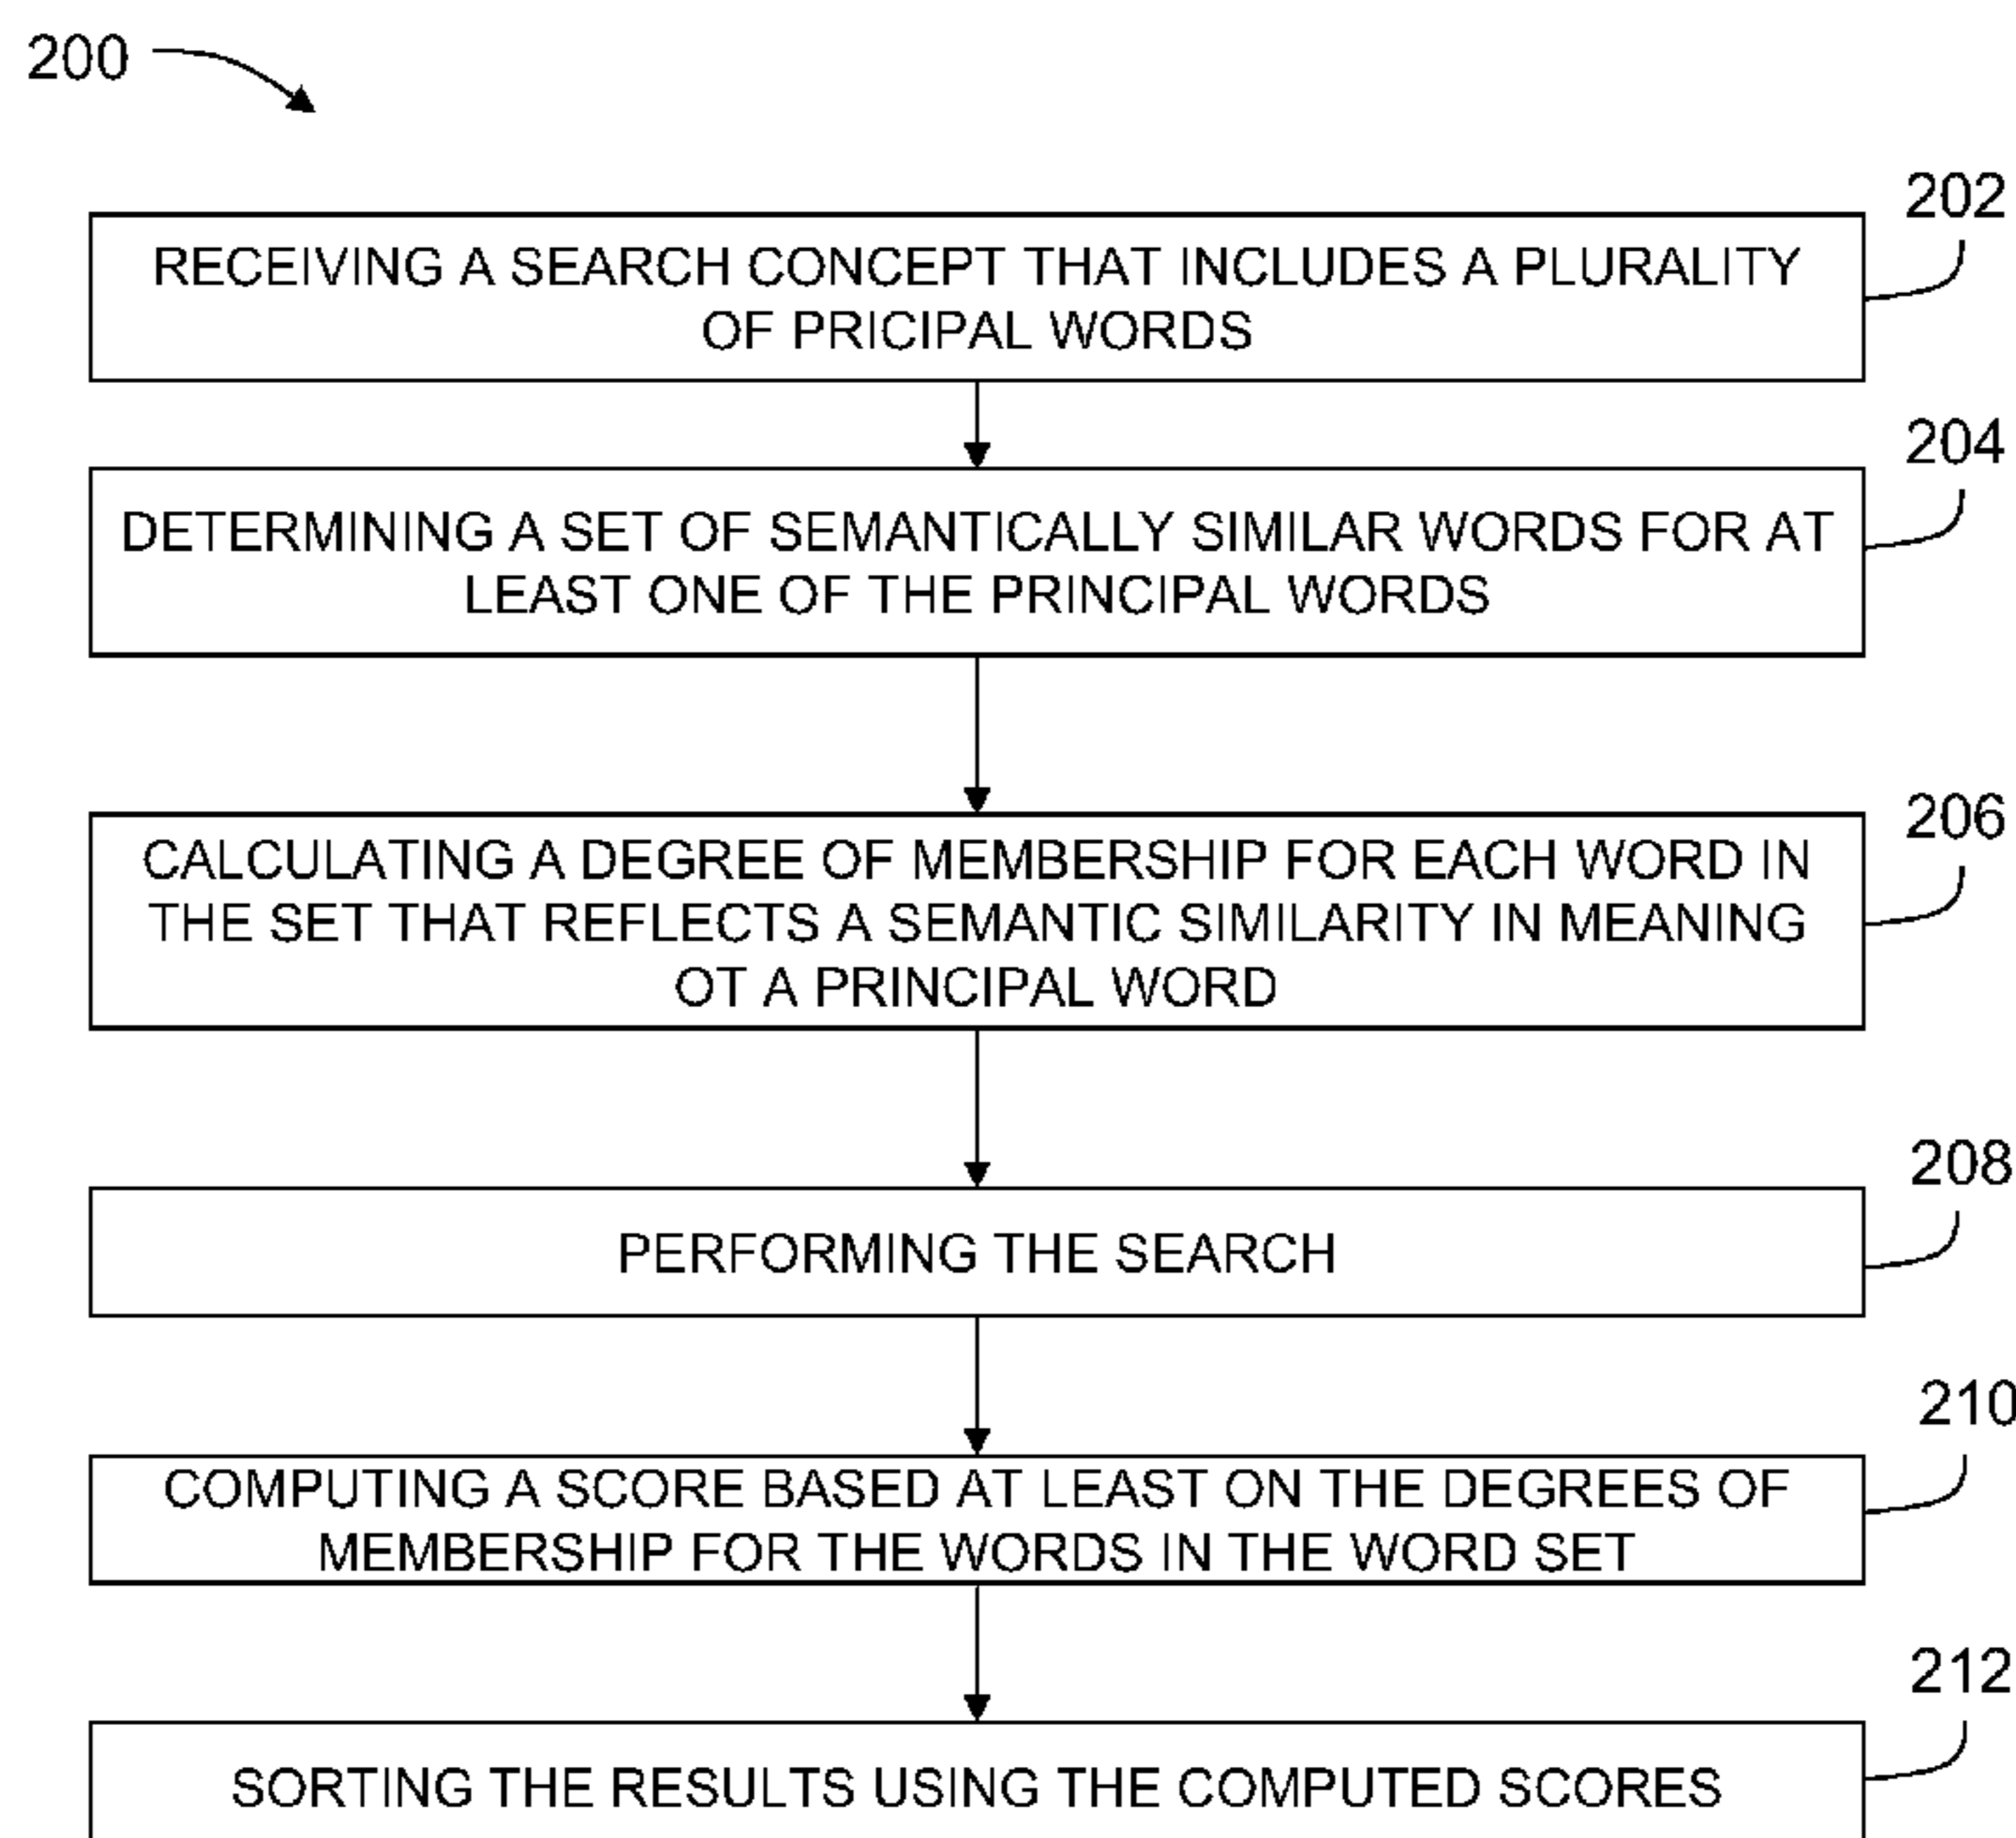 200
202
RECEIVING A SEARCH CONCEPT THAT INCLUDES A PLURALITY
OF PRICIPAL WORDS
204
DETERMINING A SET OF SEMANTICALLY SIMILAR WORDS FOR AT
LEAST ONE OF THE PRINCIPAL WORDS
206
CALCULATING A DEGREE OF MEMBERSHIP FOR EACH WORD IN
THE SET THAT REFLECTS A SEMANTIC SIMILARITY IN MEANING
OT A PRINCIPAL WORD
208
PERFORMING THE SEARCH
210
COMPUTING A SCORE BASED AT LEAST ON THE DEGREES OF
MEMBERSHIP FOR THE WORDS IN THE WORD SET
212
SORTING THE RESULTS USING THE COMPUTED SCORES